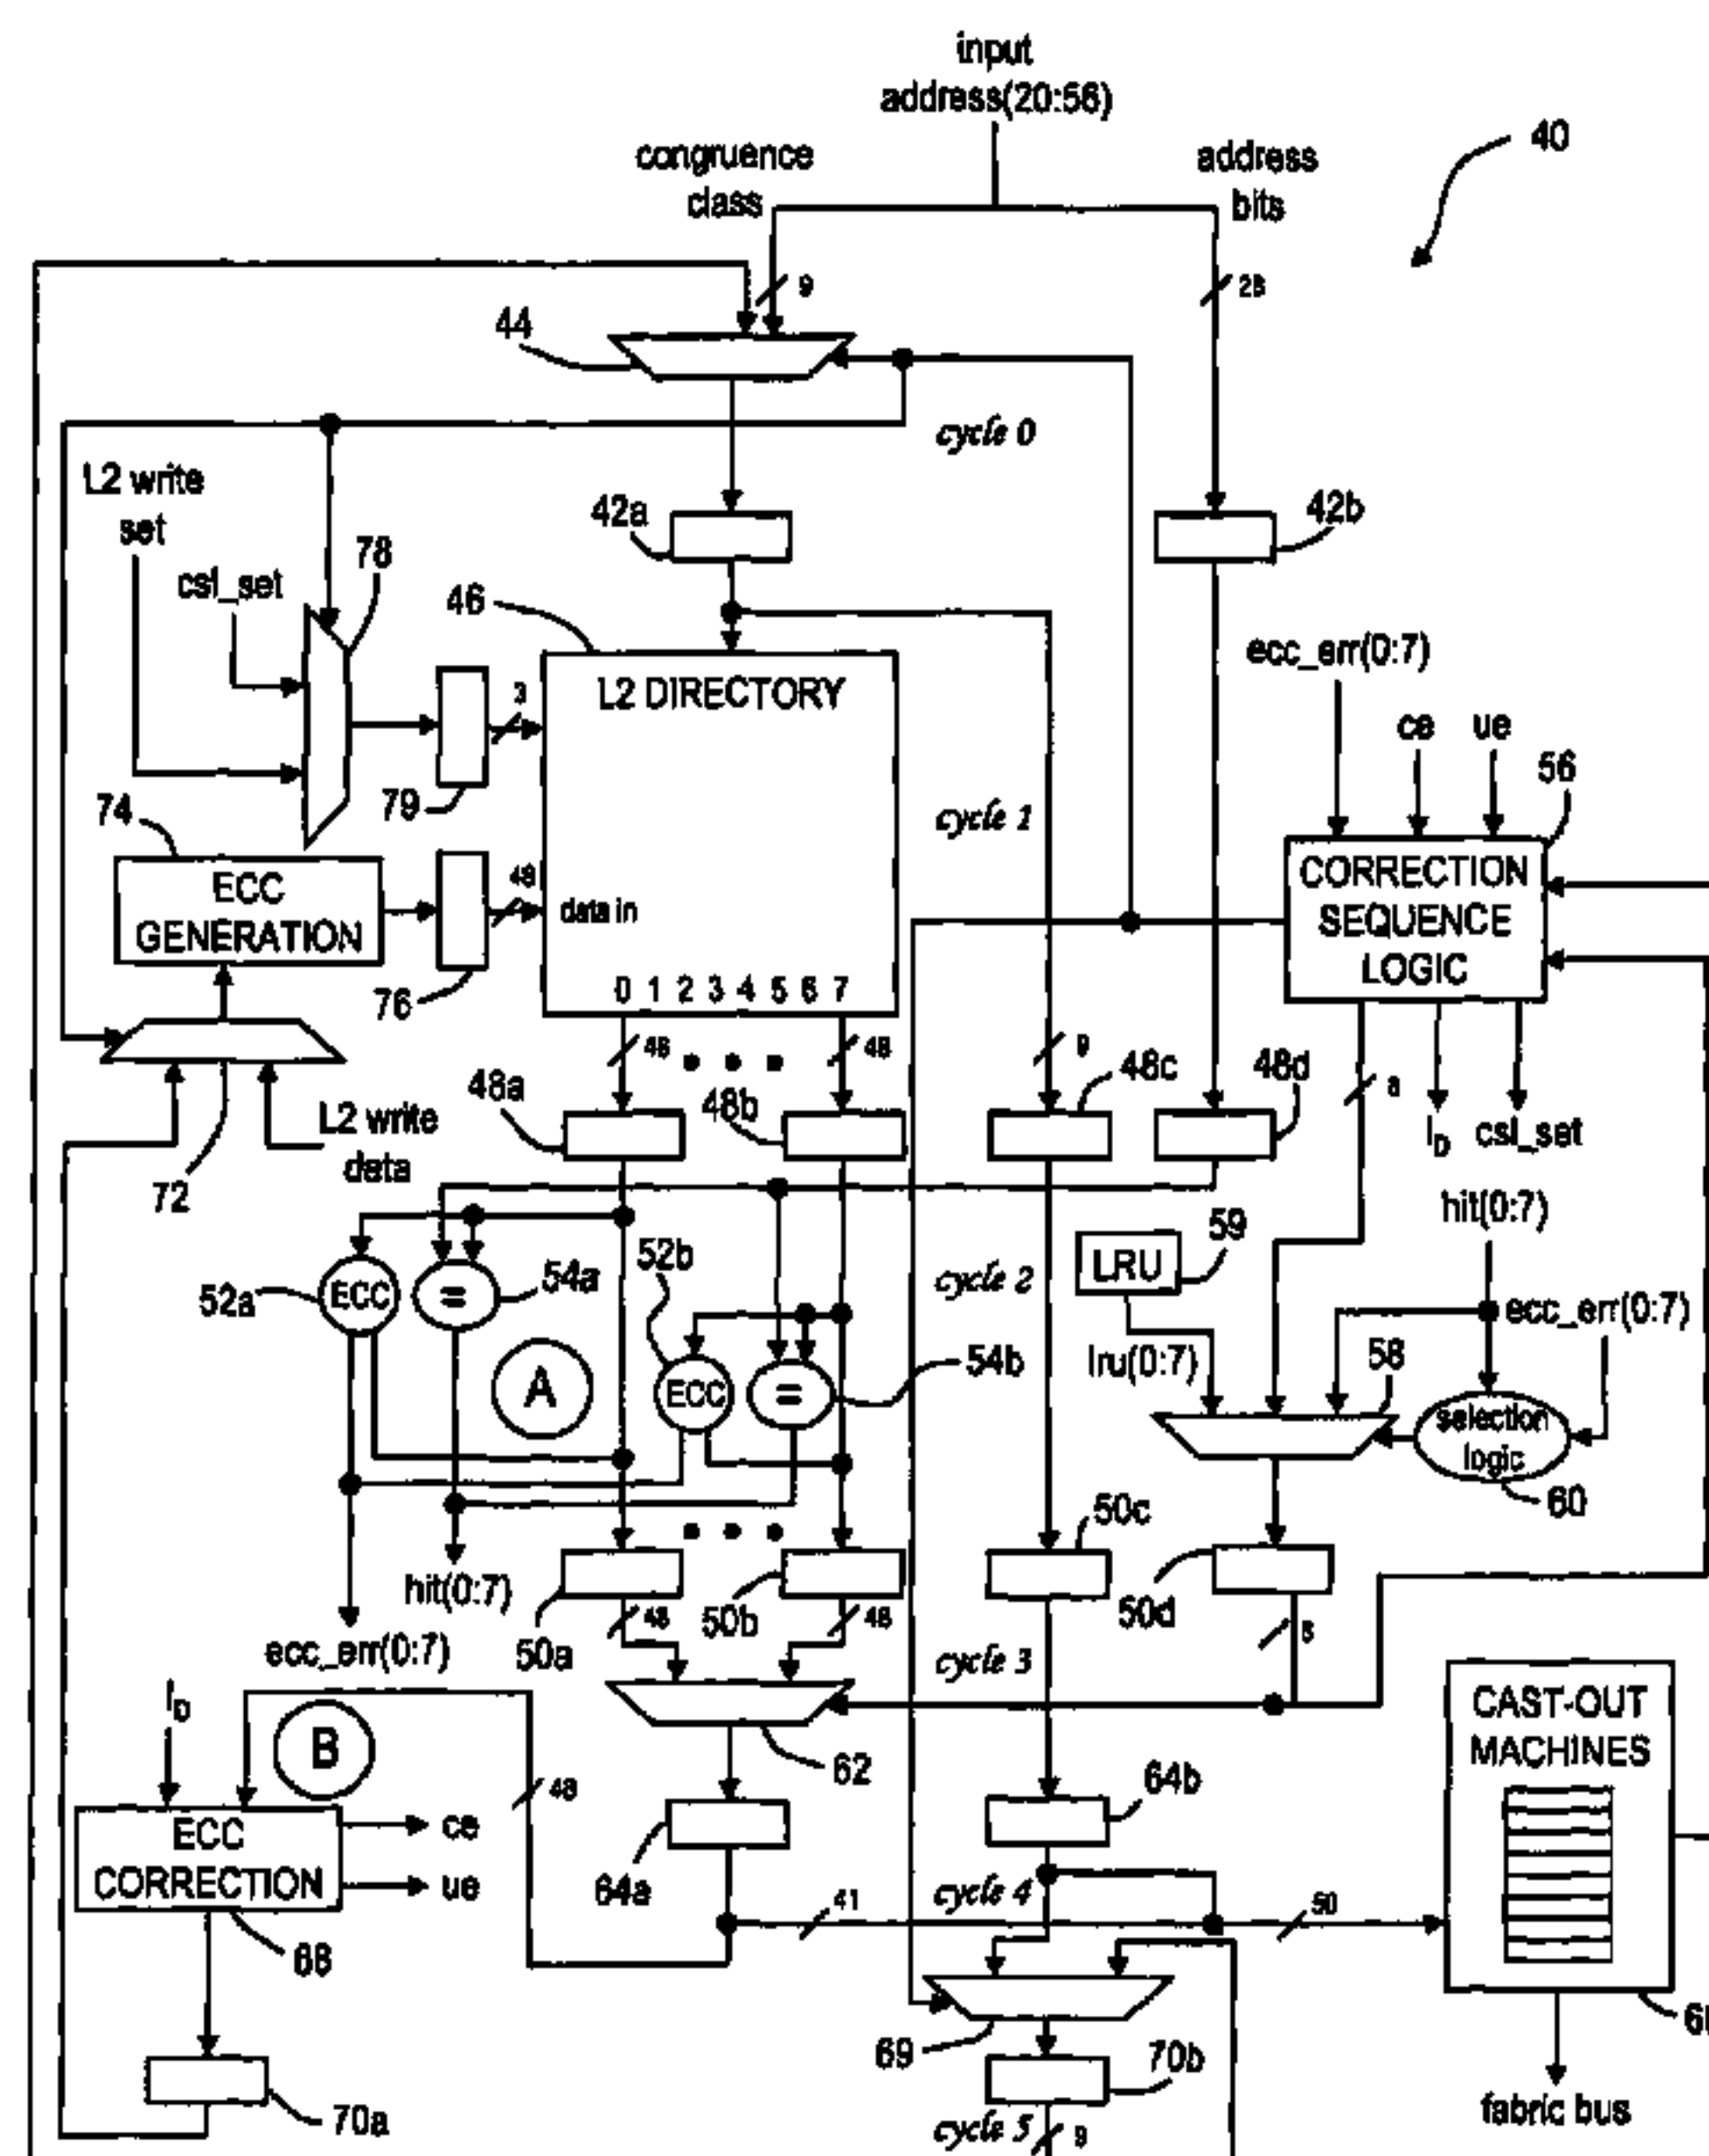 input
address(20:56)
40
congruence
class
address
bits
9
28
44
cycle 0
L2 write
set
42a
42b
78
csl_set
46
ecc_err(0:7)
L2 DIRECTORY
3
ce
ue
56
79
74
cycle 1
CORRECTION
SEQUENCE
LOGIC
ECC
GENERATION
48
data in
76
0 1 2 3 4 5 6 7
48
48
9
48a
48b
48c
48d
8
L2 write
data
I_D
csl_set
72
hit(0:7)
52b
59
LRU
cycle 2
52a
ECC
=
54a
ecc_err(0:7)
A
ECC
=
54b
lru(0:7)
58
selection
logic
60
50c
hit(0:7)
50a
48
50b
48
50d
8
ecc_err(0:7)
cycle 3
I_D
B
CAST-OUT
MACHINES
62
48
64b
ECC
CORRECTION
ce
ue
64a
cycle 4
41
50
68
69
70b
70a
fabric bus
cycle 5
9